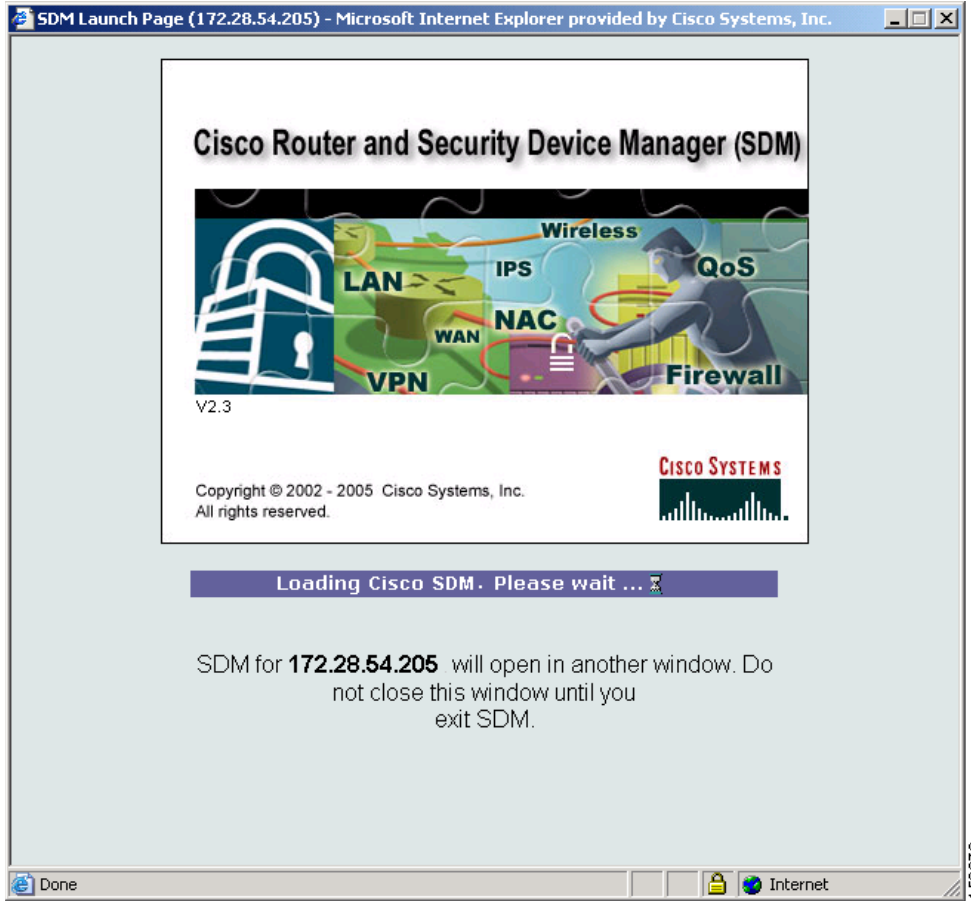 SDM Launch Page (172.28.54.205) - Microsoft Internet Explorer provided by Cisco Systems, Inc.
Cisco Router and Security Device Manager (SDM)
Wireless
LAN
IPS
QoS
NAC
WAN
VPN
Firewall
V2.3
CISCO SYSTEMS
Copyright © 2002 - 2005 Cisco Systems, Inc.
All rights reserved.
Loading Cisco SDM. Please wait ...
SDM for 172.28.54.205 will open in another window. Do
not close this window until you
exit SDM.
Done
Internet